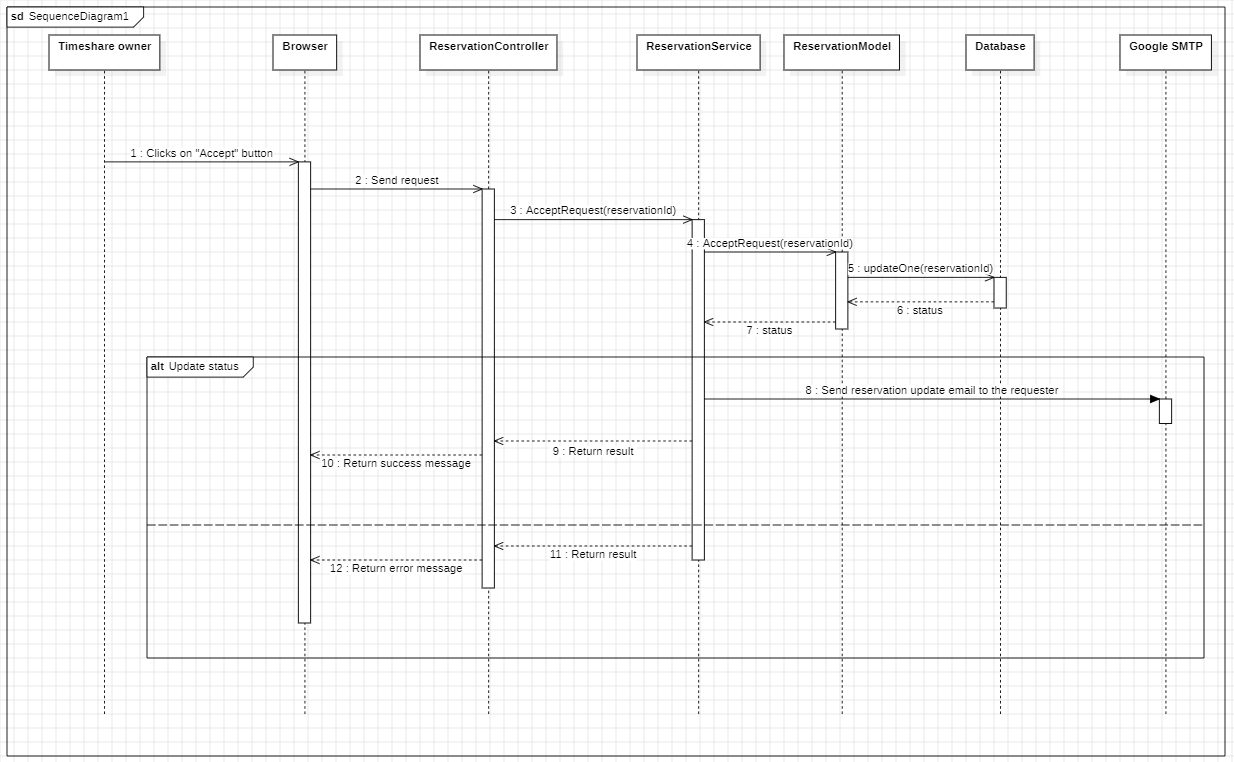 sd SequenceDiagram1
Timeshare owner
Browser
ReservationController
ReservationService
ReservationModel
Database
Google SMTP
1 : Clicks on "Accept" button
2 : Send request
3 : AcceptRequest(reservationId)
4 : AcceptRequest(reservationId)
5 : updateOne(reservationId)
6 : status
7 : status
alt Update status
8 : Send reservation update email to the requester
9 : Return result
10 : Return success message
11 : Return result
12 : Return error message